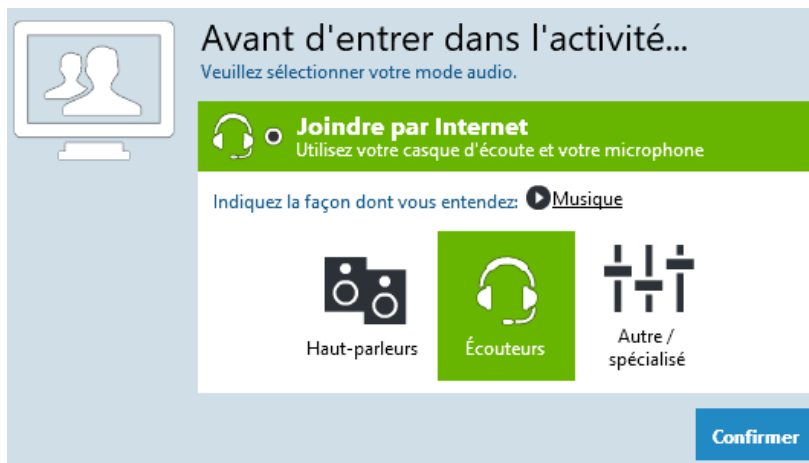 Avant d'entrer dans l'activité...
Veuillez sélectionner votre mode audio.
Joindre par Internet
Utilisez votre casque d'écoute et votre microphone
Indiquez la façon dont vous entendez: Musique
Haut-parleurs
Écouteurs
Autre /
spécialisé
Confirmer